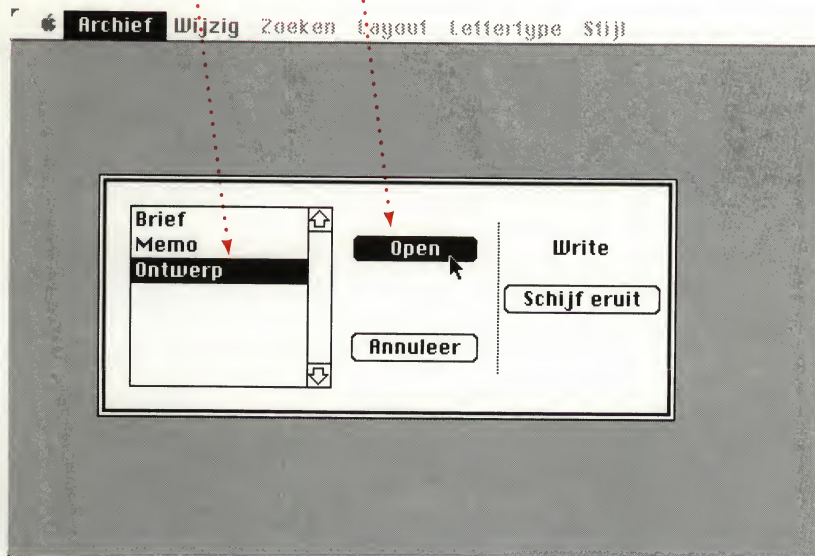 Archief Wijzig Zoeken Layout Lettertype Stijl
Brief
Memo
Ontwerp
Open
Annuleer
Write
Schijf eruit